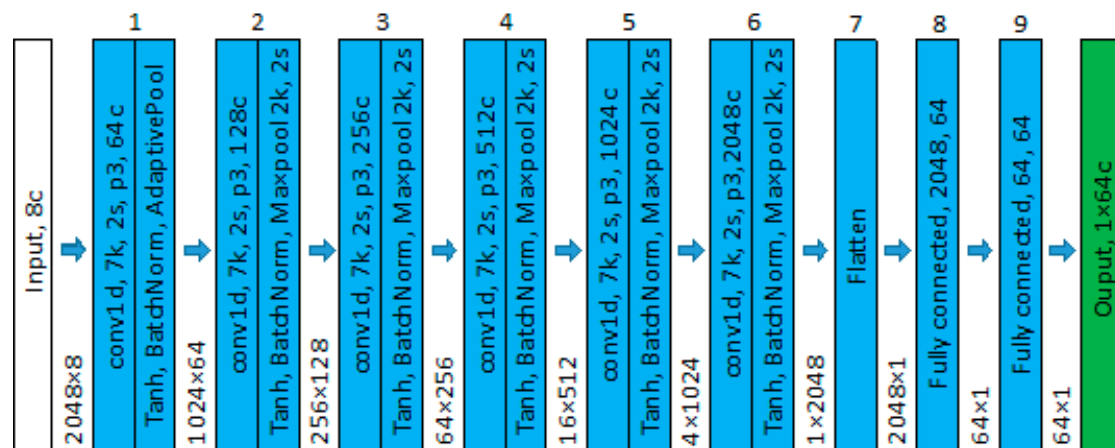 1
2
3
4
5
6
7
8
9
Input, 8c
2048×8
conv1d, 7k, 2s, p3, 64c
Tanh, BatchNorm, AdaptivePool
1024×64
conv1d, 7k, 2s, p3, 128c
Tanh, BatchNorm, Maxpool 2k, 2s
256×128
conv1d, 7k, 2s, p3, 256c
Tanh, BatchNorm, Maxpool 2k, 2s
64×256
conv1d, 7k, 2s, p3, 512c
Tanh, BatchNorm, Maxpool 2k, 2s
16×512
conv1d, 7k, 2s, p3, 1024c
Tanh, BatchNorm, Maxpool 2k, 2s
4×1024
conv1d, 7k, 2s, p3, 2048c
Tanh, BatchNorm, Maxpool 2k, 2s
1×2048
Flatten
2048×1
Fully connected, 2048, 64
64×1
Fully connected, 64, 64
64×1
Ouput, 1×64c